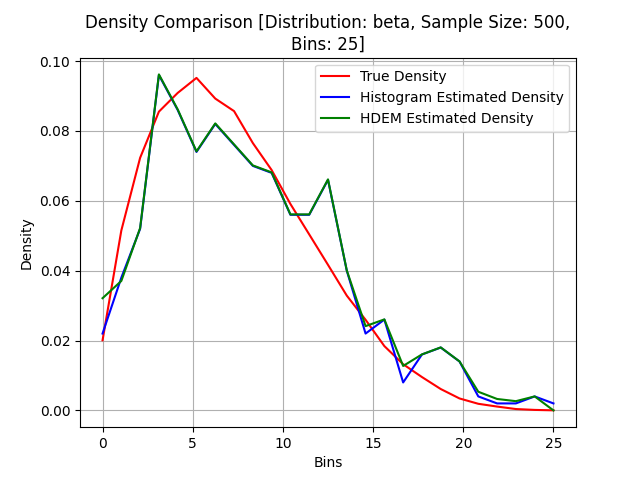 Density Comparison [Distribution: beta, Sample Size: 500,
Bins: 25]
True Density
Histogram Estimated Density
HDEM Estimated Density
0.10
0.08
0.06
0.04
0.02
0.00
Density
0 5 10 15 20 25
Bins